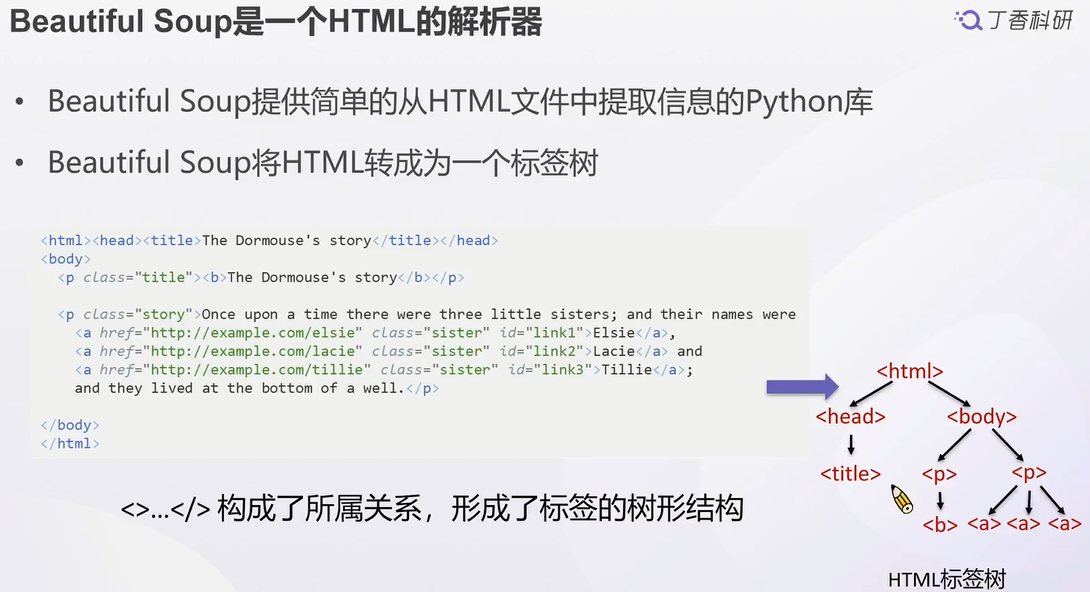 Beautiful Soup是一个HTML的解析器
丁香科研
• Beautiful Soup提供简单的从HTML文件中提取信息的Python库
• Beautiful Soup将HTML转成为一个标签树
<html><head><title>The Dormouse's story</title></head>
<body>
<p class="title"><b>The Dormouse's story</b></p>
<p class="story">Once upon a time there were three little sisters; and their names were
<a href="http://example.com/elsie" class="sister" id="link1">Elsie</a>,
<a href="http://example.com/lacie" class="sister" id="link2">Lacie</a> and
<a href="http://example.com/tillie" class="sister" id="link3">Tillie</a>;
and they lived at the bottom of a well.</p>
</body>
</html>
<html>
<head> <body>
<title> <p> <p>
<b> <a> <a> <a>
<>...</> 构成了所属关系，形成了标签的树形结构
HTML标签树